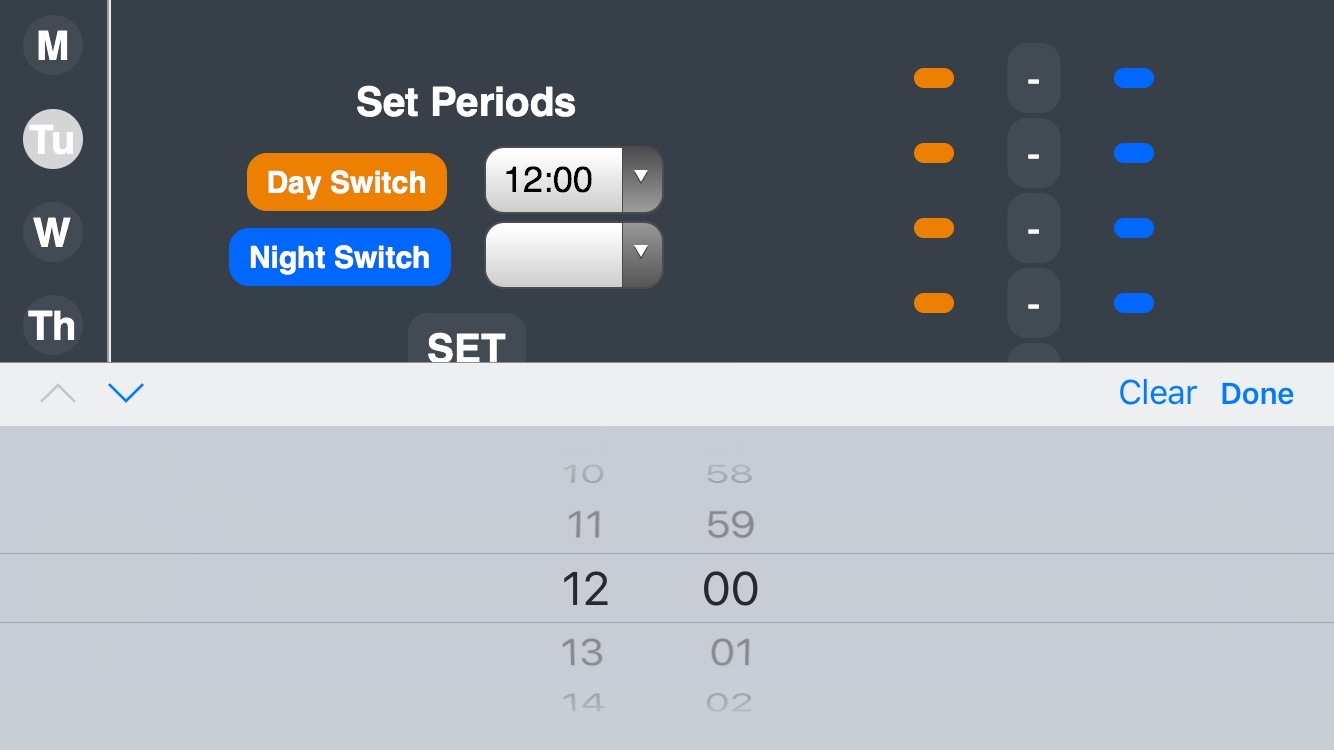 M
Tu
W
Th
Set Periods
Day Switch 12:00
Night Switch
SET
-
-
-
-
Clear Done
10 58
11 59
12 00
13 01
14 02